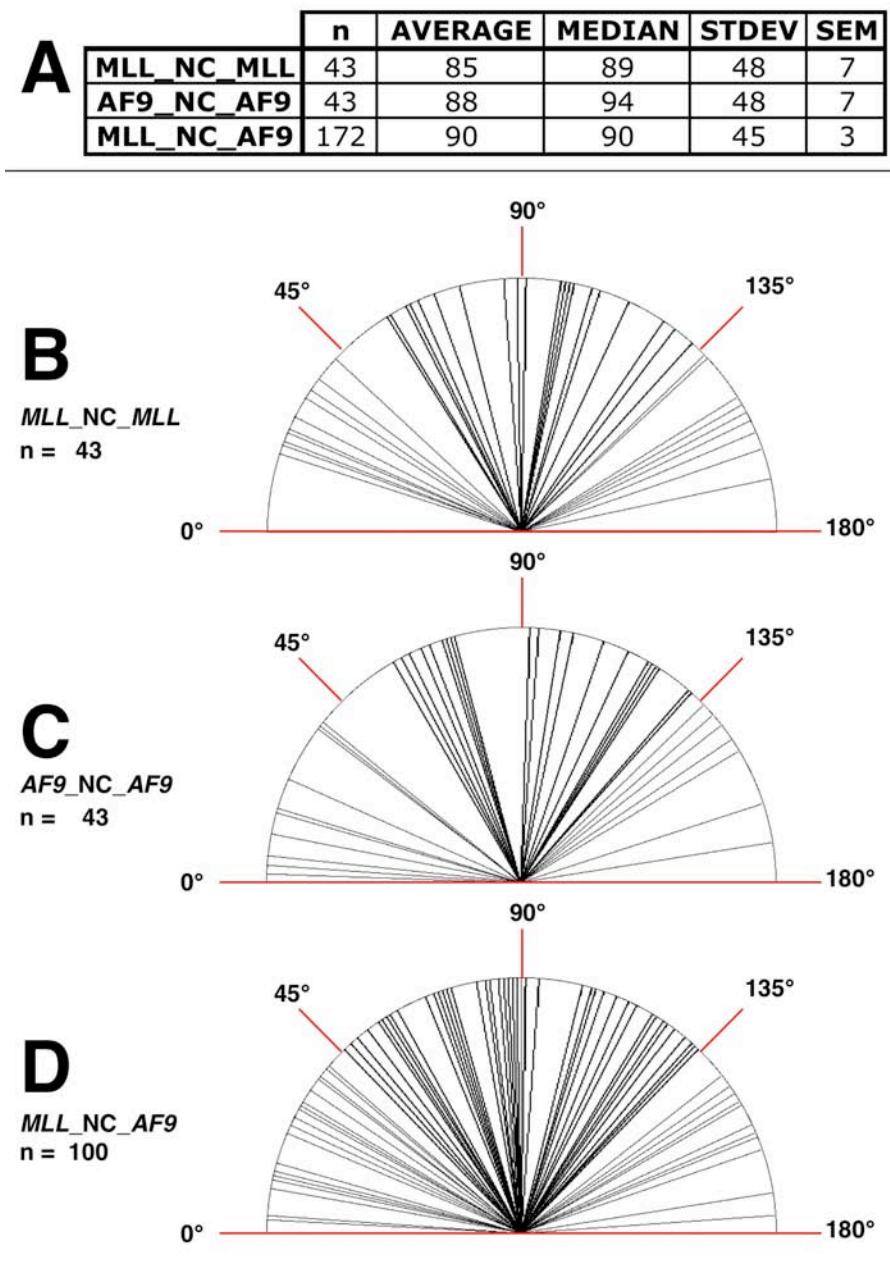 A
n AVERAGE MEDIAN STDEV SEM
MLL_NC_MLL 43 85 89 48 7
AF9_NC_AF9 43 88 94 48 7
MLL_NC_AF9 172 90 90 45 3
90°
45°
135°
B
MLL_NC_MLL
n = 43
0°
180°
90°
45°
135°
C
AF9_NC_AF9
n = 43
0°
180°
90°
45°
135°
D
MLL_NC_AF9
n = 100
0°
180°